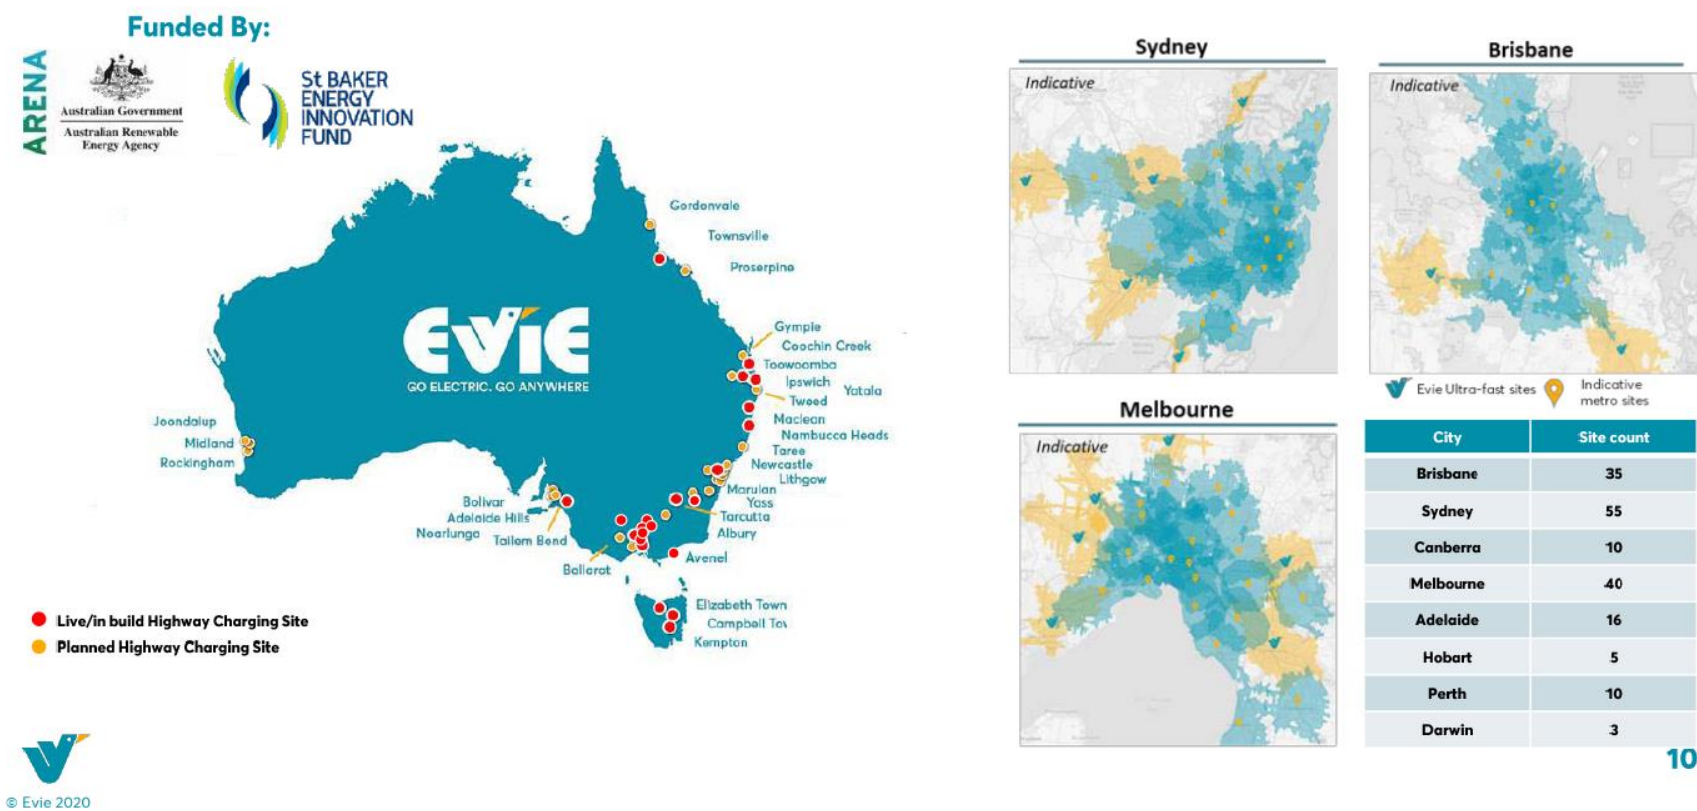 Funded By:
ARENA
Australian Government
Australian Renewable
Energy Agency
St BAKER
ENERGY
INNOVATION
FUND
EVIE
GO ELECTRIC. GO ANYWHERE
Gordonvale
Townsville
Proserpine
Gympie
Coochin Creek
Toowoomba
Ipswich
Yatala
Tweed
Maclean
Nambucca Heads
Taree
Newcastle
Lithgow
Marulan
Yass
Tarcutta
Albury
Avenel
Ballarat
Tailem Bend
Noarlunga
Adelaide Hills
Bolivar
Joondalup
Midland
Rockingham
Elizabeth Town
Campbell Tov
Kempton
Live/in build Highway Charging Site
Planned Highway Charging Site
© Evie 2020
Sydney
Indicative
Brisbane
Indicative
Melbourne
Indicative
Evie Ultra-fast sites
Indicative
metro sites
City Site count
Brisbane 35
Sydney 55
Canberra 10
Melbourne 40
Adelaide 16
Hobart 5
Perth 10
Darwin 3
10